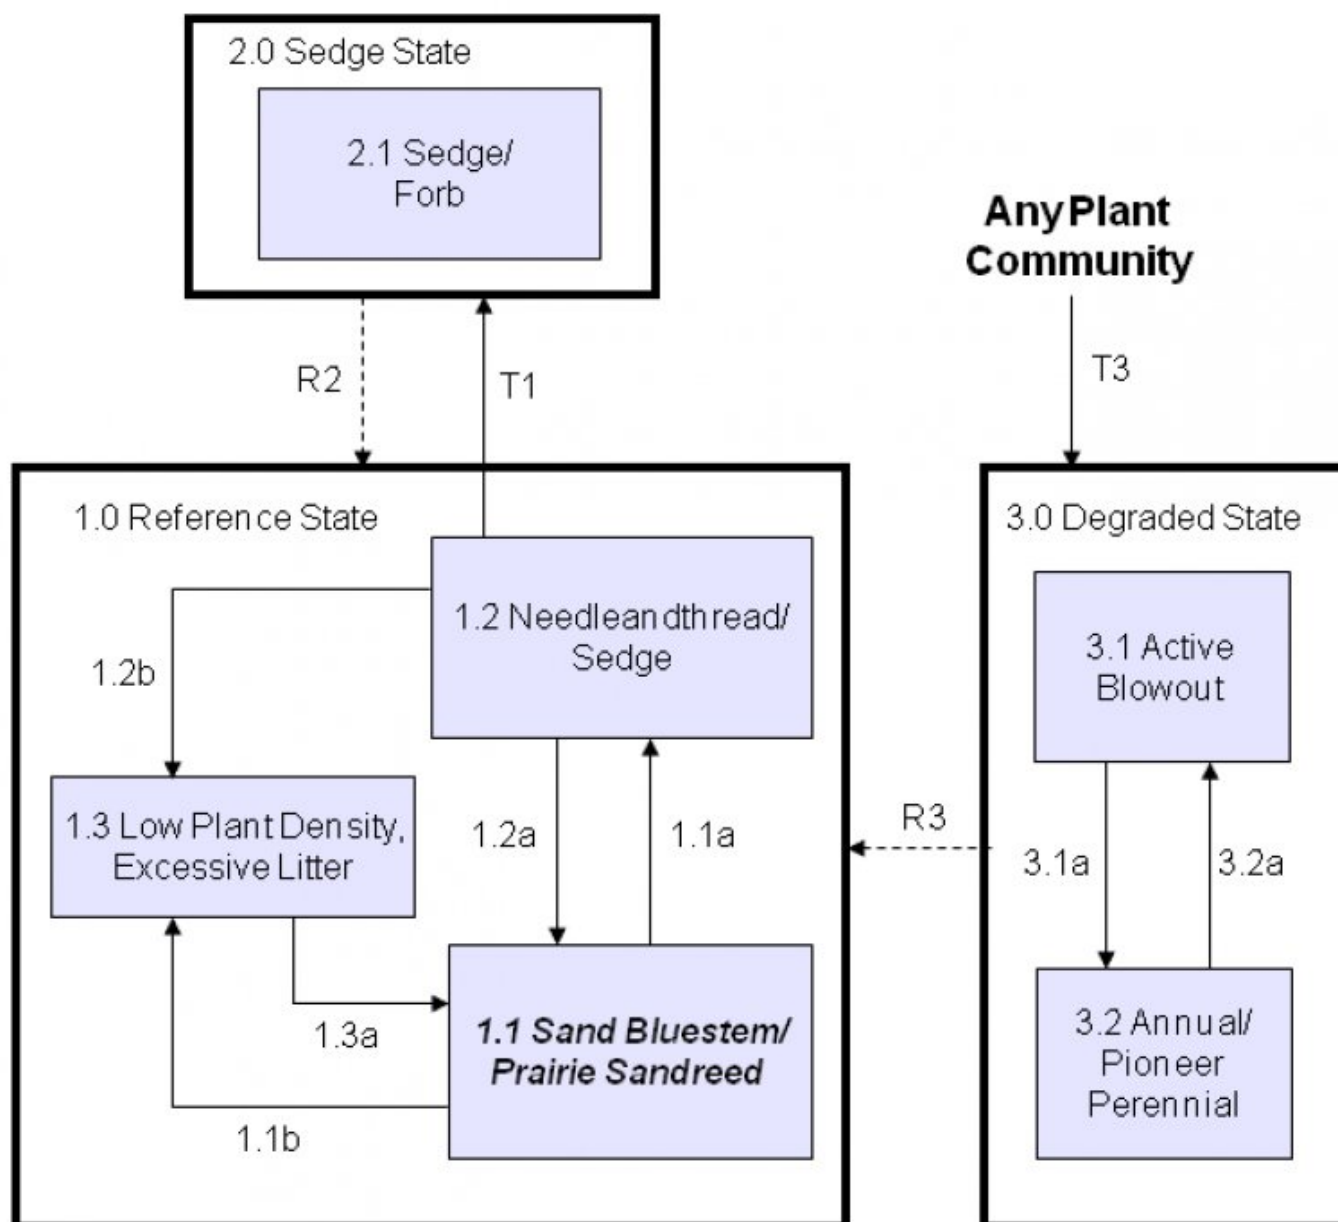 2.0 Sedge State
2.1 Sedge/
Forb
AnyPlant
Community
R2
T1
T3
1.0 Reference State
3.0 Degraded State
1.2 Needleandthread/
Sedge
3.1 Active
Blowout
1.2b
1.3 Low Plant Density,
Excessive Litter
1.2a
1.1a
R3
3.1a
3.2a
1.3a
1.1 Sand Bluestem/
Prairie Sandreed
3.2 Annual/
Pioneer
Perennial
1.1b